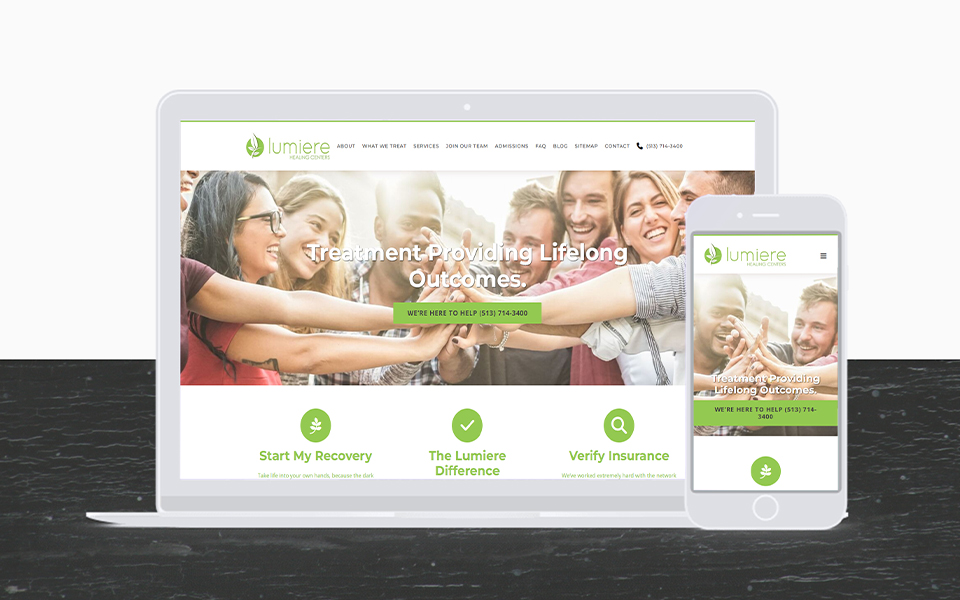 lumiere
HEALING CENTERS
ABOUT WHAT WE TREAT SERVICES JOIN OUR TEAM ADMISSIONS FAQ BLOG SITEMAP CONTACT (513) 714-3400
Treatment Providing Lifelong
Outcomes.
WE'RE HERE TO HELP (513) 714-3400
Start My Recovery
The Lumiere
Difference
Verify Insurance
Take life into your own hands, because the dark
We've worked extremely hard with the network
lumiere
HEALING CENTERS
Treatment Providing
Lifelong Outcomes.
WE'RE HERE TO HELP (513) 714-
3400